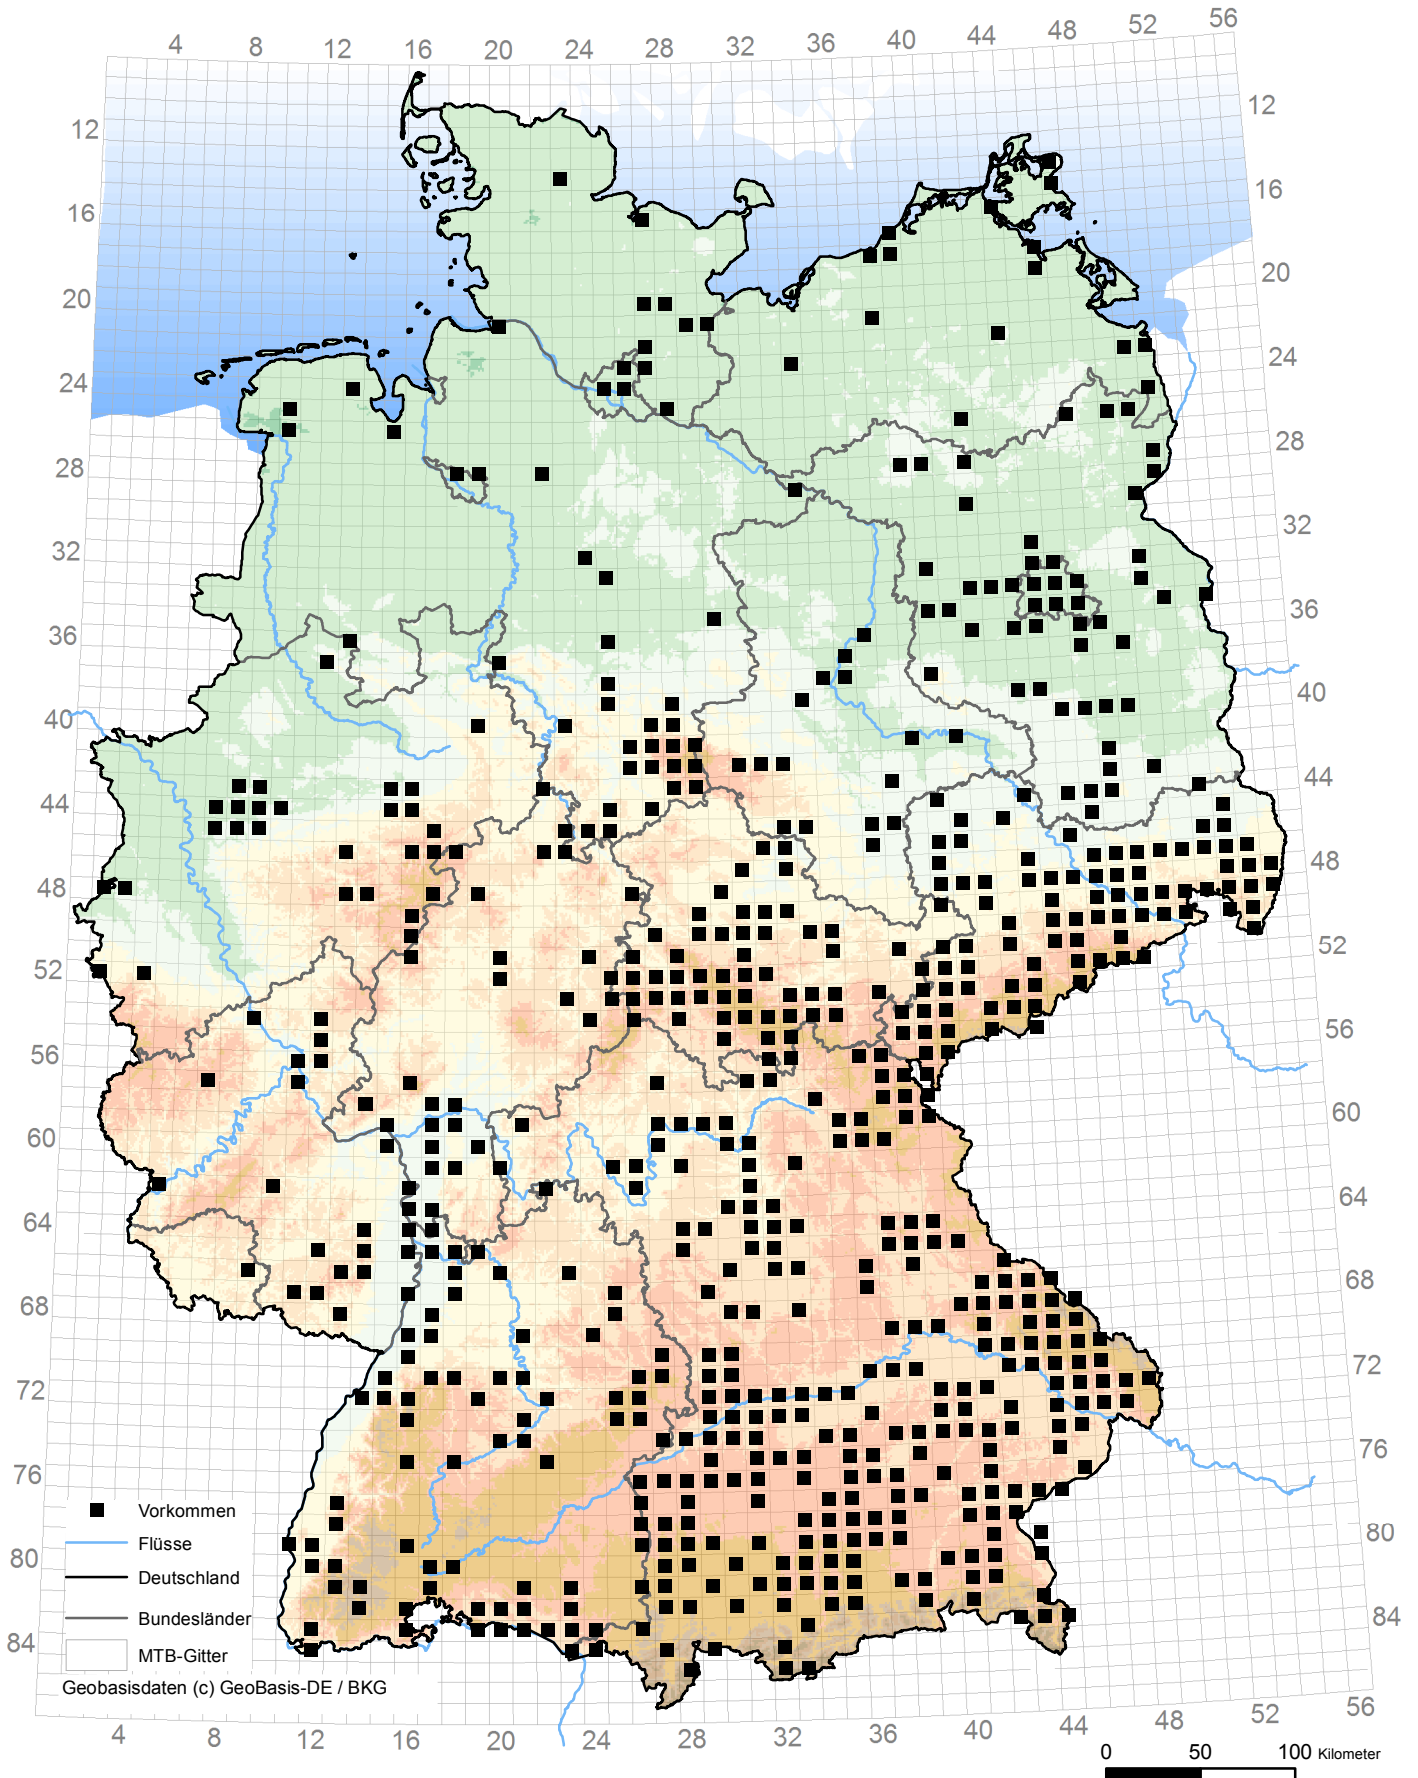 4 8 12 16 20 24 28 32 36 40 44 48 52 56
12 12
16 16
20 20
24 24
28 28
32 32
36 36
40 40
44 44
48 48
52 52
56 56
60 60
64 64
68 68
72 72
76 76
80 80
84 84
Vorkommen
Flüsse
Deutschland
Bundesländer
MTB-Gitter
Geobasisdaten (c) GeoBasis-DE / BKG
4 8 12 16 20 24 28 32 36 40 44 48 52 56
0 50 100 Kilometer